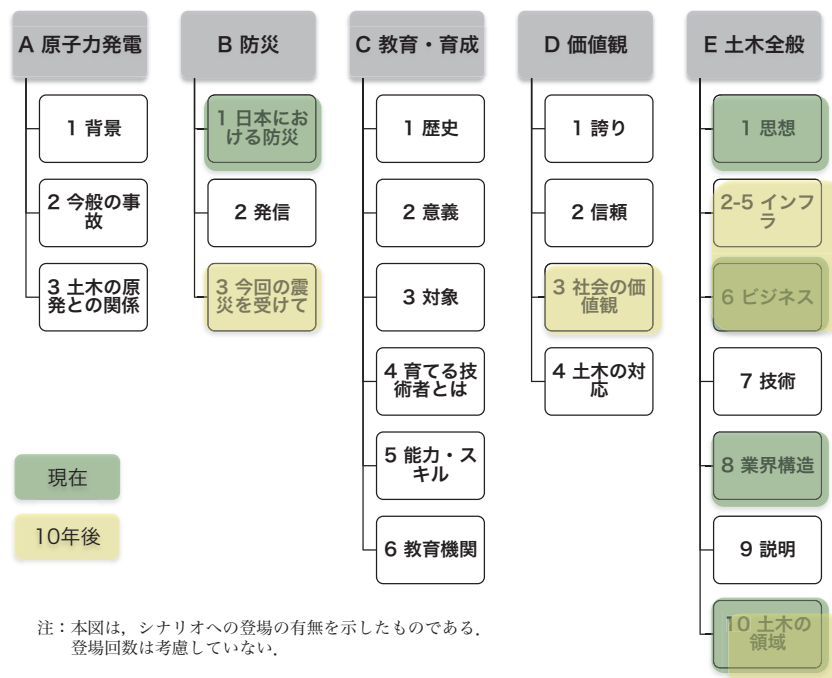 A 原子力発電
1 背景
2 今般の事
故
3 土木の原
発との関係
B 防災
1 日本にお
ける防災
2 発信
3 今回の震
災を受けて
C 教育・育成
1 歴史
2 意義
3 対象
4 育てる技
術者とは
5 能力・ス
キル
6 教育機関
D 価値観
1 誇り
2 信頼
3 社会の価
値観
4 土木の対
応
E 土木全般
1 思想
2-5 インフ
ラ
6 ビジネス
7 技術
8 業界構造
9 説明
10 土木の
領域
現在
10年後
注：本図は，シナリオへの登場の有無を示したものである．
登場回数は考慮していない．